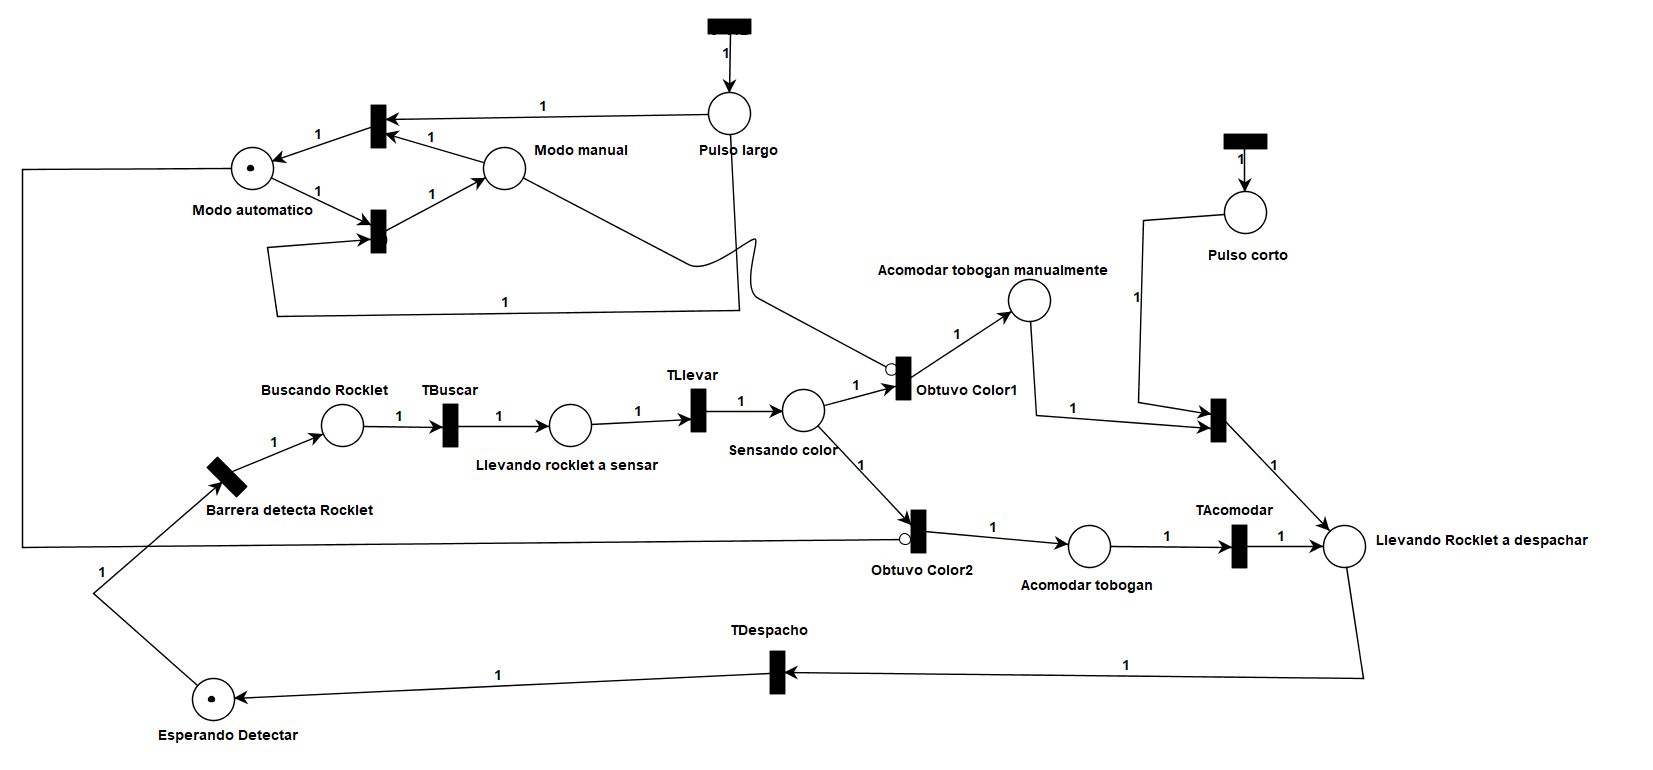 1
1
1
1
Modo manual
Pulso largo
1
1
1
Modo automatico
Pulso corto
Acomodar tobogan manualmente
1
1
1
TLlevar
1
Buscando Rocklet
TBuscar
Obtuvo Color1
1
1
1
1
1
1
Sensando color
Llevando rocklet a sensar
1
1
Barrera detecta Rocklet
TAcomodar
1
1
1
Llevando Rocklet a despachar
Obtuvo Color2
1
Acomodar tobogan
TDespacho
1
1
Esperando Detectar